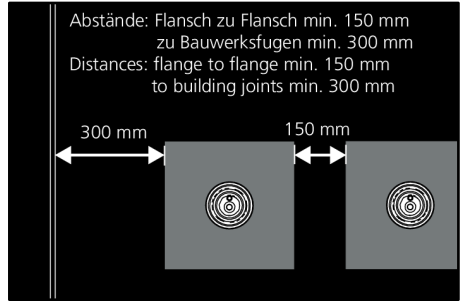 Abstände: Flansch zu Flansch min. 150 mm
zu Bauwerksfugen min. 300 mm
Distances: flange to flange min. 150 mm
to building joints min. 300 mm
300 mm
150 mm